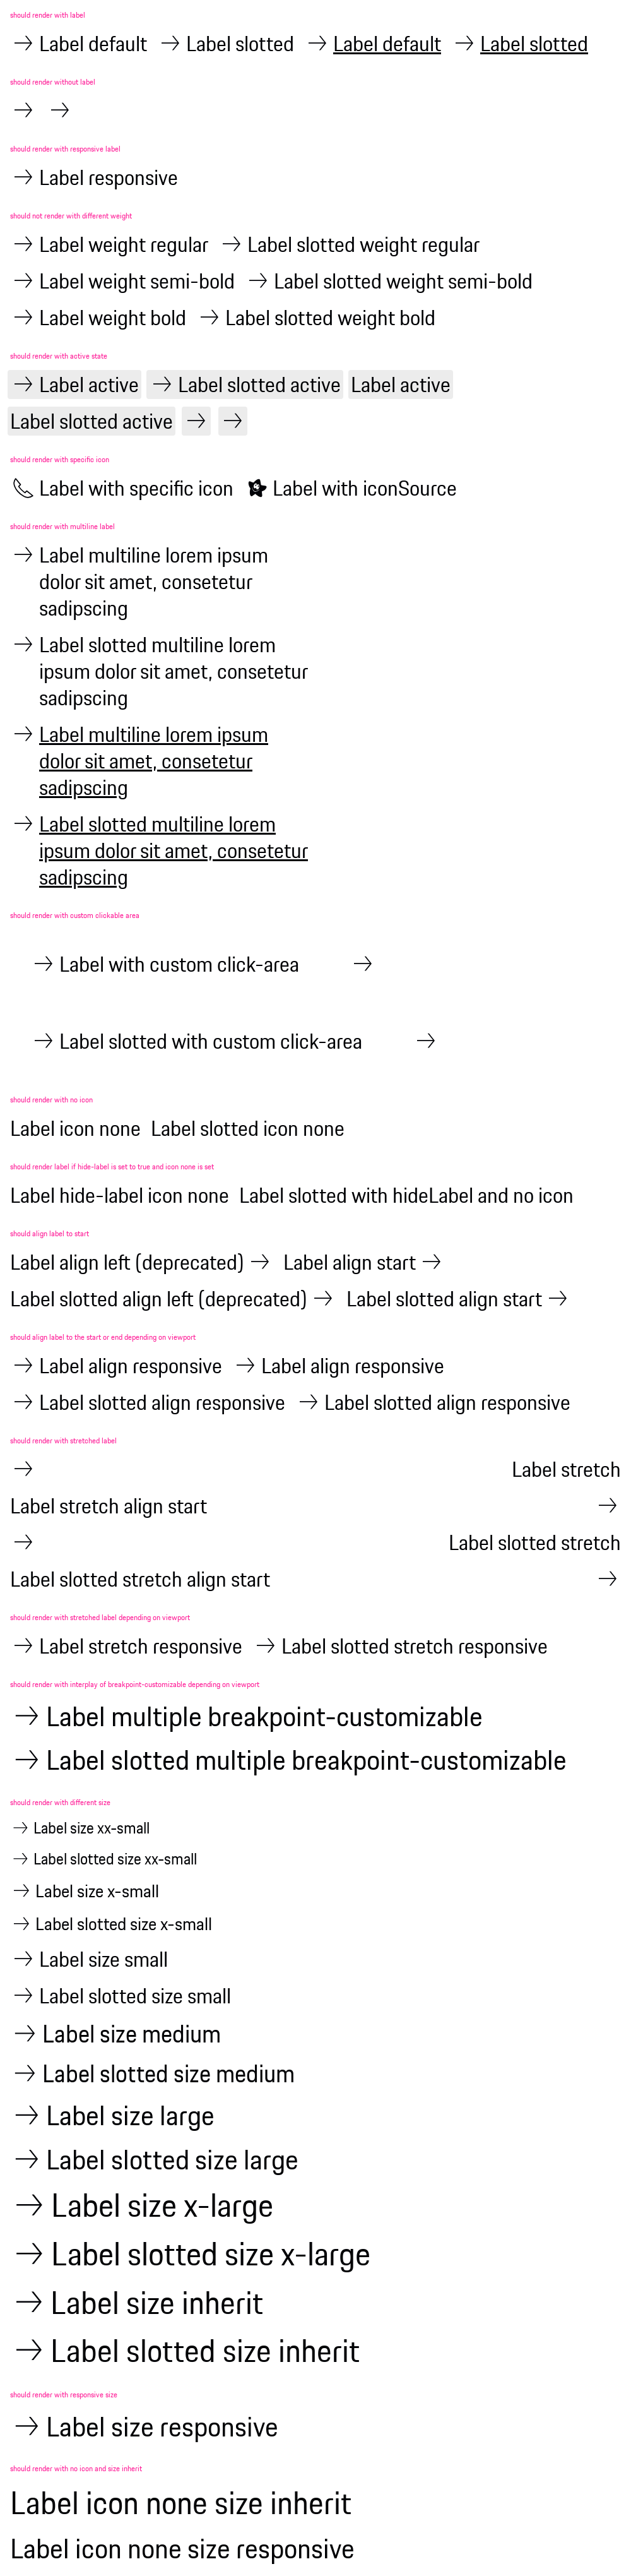 should render with label
Label default Label slotted Label default Label slotted
should render without label
should render with responsive label
Label responsive
should not render with different weight
Label weight regular Label slotted weight regular
Label weight semi-bold Label slotted weight semi-bold
Label weight bold Label slotted weight bold
should render with active state
Label active Label slotted active Label active
Label slotted active
should render with specific icon
Label with specific icon Label with iconSource
should render with multiline label
Label multiline lorem ipsum
dolor sit amet, consetetur
sadipscing
Label slotted multiline lorem
ipsum dolor sit amet, consetetur
sadipscing
Label multiline lorem ipsum
dolor sit amet, consetetur
sadipscing
Label slotted multiline lorem
ipsum dolor sit amet, consetetur
sadipscing
should render with custom clickable area
Label with custom click-area
Label slotted with custom click-area
should render with no icon
Label icon none Label slotted icon none
should render label if hide-label is set to true and icon none is set
Label hide-label icon none Label slotted with hideLabel and no icon
should align label to start
Label align left (deprecated) Label align start
Label slotted align left (deprecated) Label slotted align start
should align label to the start or end depending on viewport
Label align responsive Label align responsive
Label slotted align responsive Label slotted align responsive
should render with stretched label
Label stretch
Label stretch align start
Label slotted stretch
Label slotted stretch align start
should render with stretched label depending on viewport
Label stretch responsive Label slotted stretch responsive
should render with interplay of breakpoint-customizable depending on viewport
Label multiple breakpoint-customizable
Label slotted multiple breakpoint-customizable
should render with different size
Label size xx-small
Label slotted size xx-small
Label size x-small
Label slotted size x-small
Label size small
Label slotted size small
Label size medium
Label slotted size medium
Label size large
Label slotted size large
Label size x-large
Label slotted size x-large
Label size inherit
Label slotted size inherit
should render with responsive size
Label size responsive
should render with no icon and size inherit
Label icon none size inherit
Label icon none size responsive